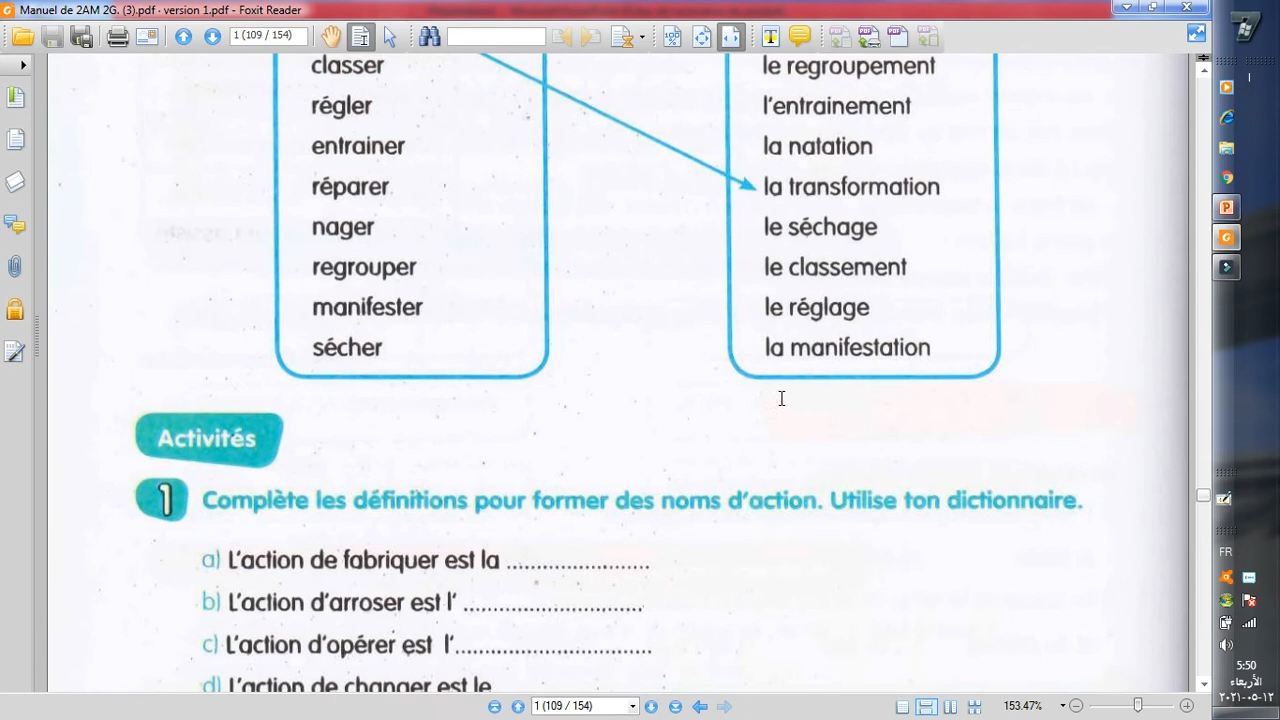 Manuel de 2AM 2G. (3).pdf · version 1.pdf - Foxit Reader
1 (109 / 154)
classer
régler
entrainer
réparer
nager
regrouper
manifester
sécher
le regroupement
l'entrainement
la natation
la transformation
le séchage
le classement
le réglage
la manifestation
Activités
1 Complète les définitions pour former des noms d'action. Utilise ton dictionnaire.
a) L'action de fabriquer est la ........................
b) L'action d'arroser est l' ..............................
c) L'action d'opérer est l'.................................
d) L'action de changer est le
1 (109 / 154)
153.47%
FR
5:50
الأربعاء
٢٠٢١-٠٥-١٢